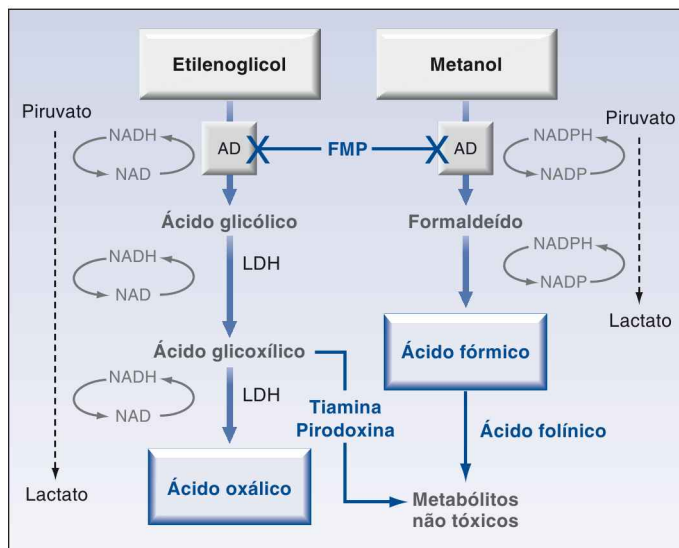 Etilenoglicol
Metanol
Piruvato
Piruvato
NADH
NAD
AD
FMP
AD
NADPH
NADP
Ácido glicólico
Formaldeído
NADH
NAD
LDH
NADPH
NADP
Lactato
Ácido glicoxílico
Ácido fórmico
NADH
NAD
LDH
Tiamina
Pirodoxina
Ácido folínico
Lactato
Ácido oxálico
Metabólitos
não tóxicos